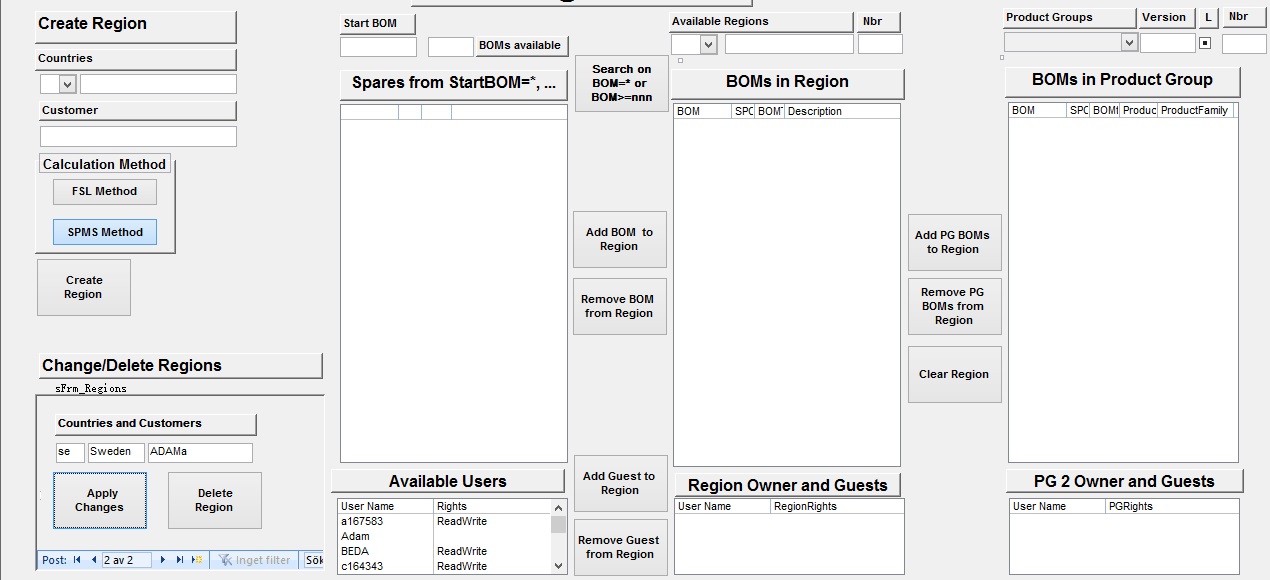 Create Region
Countries
Customer
Calculation Method
FSL Method
SPMS Method
Create
Region
Change/Delete Regions
sFrm_Regions
Countries and Customers
se Sweden ADAMa
Apply
Changes
Delete
Region
Post: 2 av 2 Inget filter Sök
Start BOM
BOMs available
Spares from StartBOM=*, ...
Search on
BOM=* or
BOM>=nnn
Add BOM to
Region
Remove BOM
from Region
Available Users
User Name Rights
a167583 ReadWrite
Adam
BEDA ReadWrite
c164343 ReadWrite
Add Guest to
Region
Remove Guest
from Region
Available Regions Nbr
BOMs in Region
BOM SPC BOMT Description
Region Owner and Guests
User Name RegionRights
Add PG BOMs
to Region
Remove PG
BOMs from
Region
Clear Region
Product Groups Version L Nbr
BOMs in Product Group
BOM SPC BOMt Produc ProductFamily
PG 2 Owner and Guests
User Name PGRights